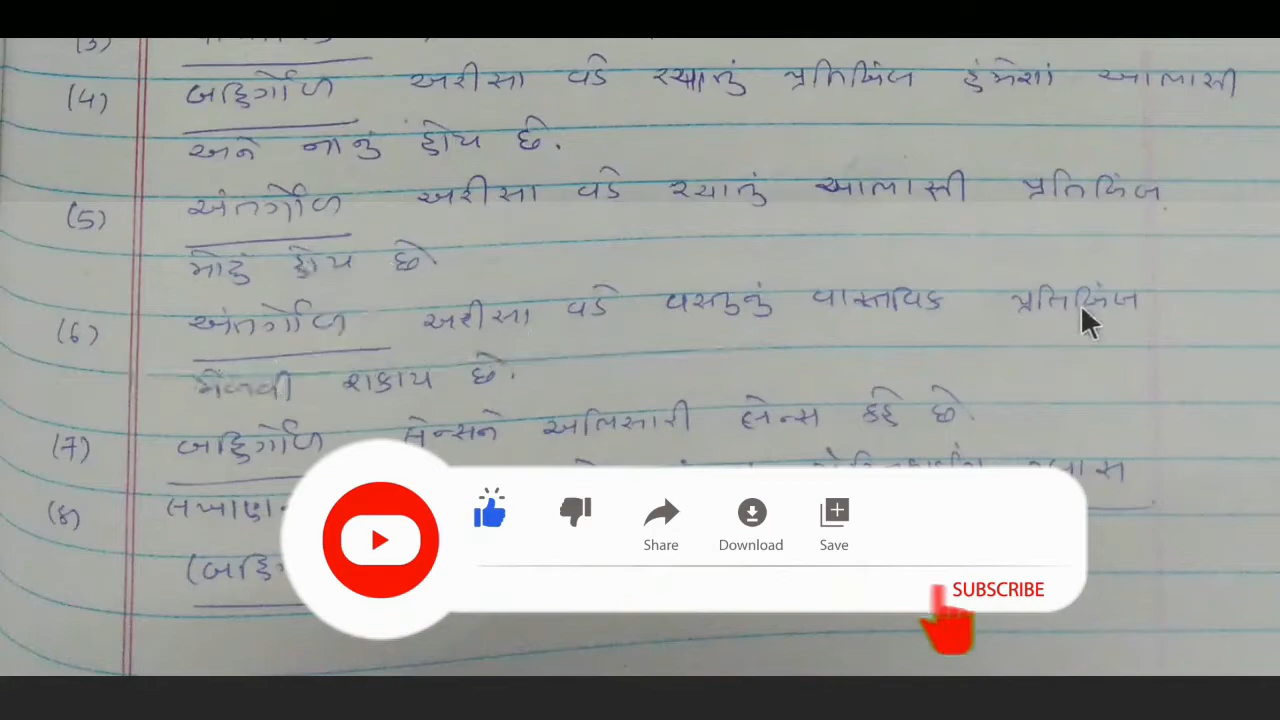 (3)
(4) બહિર્ગોળ અરીસા વડે રચાતું પ્રતિબિંબ હંમેશાં આભાસી
અને નાનું હોય છે.
(5) અંતર્ગોળ અરીસા વડે રચાતું આભાસી પ્રતિબિંબ
મોટું હોય છે.
(6) અંતર્ગોળ અરીસા વડે વસ્તુનું વાસ્તવિક પ્રતિબિંબ
મેળવી શકાય છે.
(7) બહિર્ગોળ લેન્સને અભિસારી લેન્સ કહે છે.
(8)
Share Download Save
SUBSCRIBE